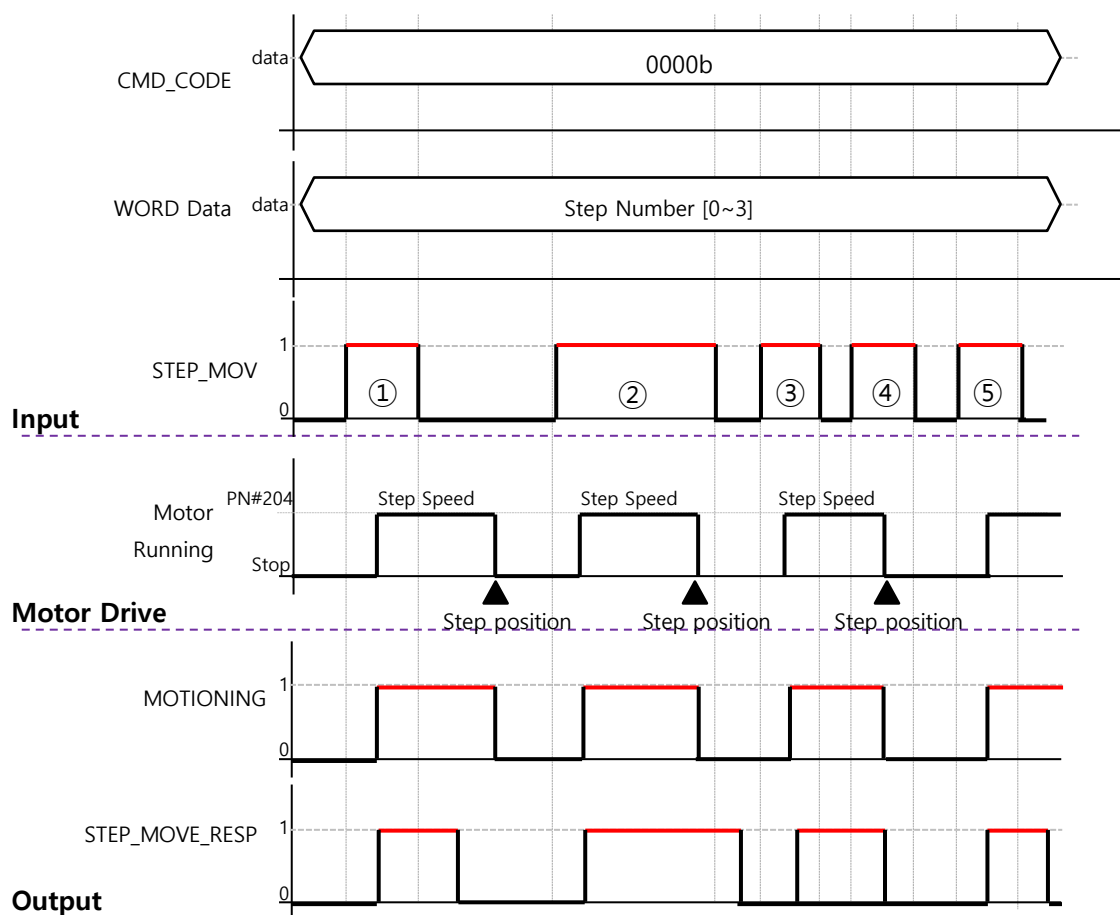 data
0000b
CMD_CODE
WORD Data
data
Step Number [0~3]
1
STEP_MOV
① ② ③ ④ ⑤
0
Input
PN#204
Step Speed Step Speed Step Speed
Motor
Running
Stop
Motor Drive
Step position Step position Step position
1
MOTIONING
0
1
STEP_MOVE_RESP
0
Output